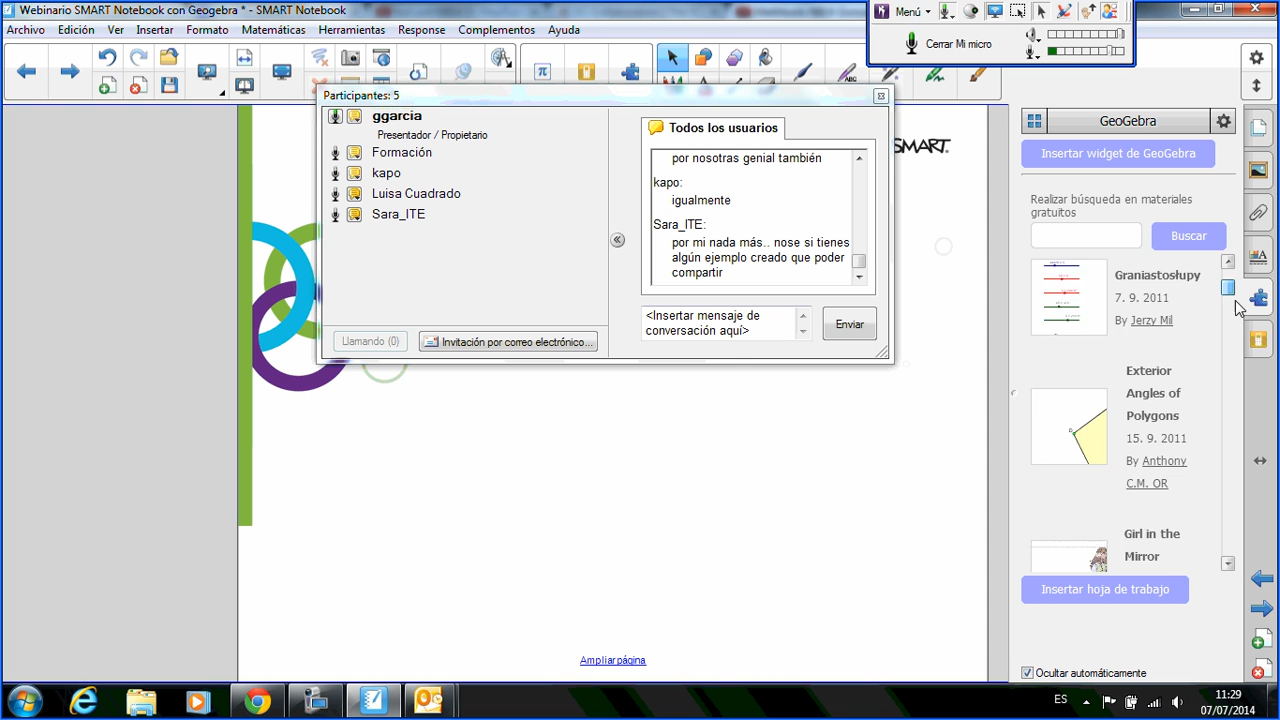 Webinario SMART Notebook con Geogebra * - SMART Notebook
Archivo Edición Ver Insertar Formato Matemáticas Herramientas Response Complementos Ayuda
Menú
Cerrar Mi micro
Participantes: 5
ggarcia
Presentador / Propietario
Formación
kapo
Luisa Cuadrado
Sara_ITE
Llamando (0)
Invitación por correo electrónico...
Todos los usuarios
por nosotras genial también
kapo:
igualmente
Sara_ITE:
por mi nada más.. nose si tienes
algún ejemplo creado que poder
compartir
<Insertar mensaje de
conversación aquí>
Enviar
SMART
GeoGebra
Insertar widget de GeoGebra
Realizar búsqueda en materiales
gratuitos
Buscar
Graniastosłupy
7. 9. 2011
By Jerzy Mil
Exterior
Angles of
Polygons
15. 9. 2011
By Anthony
C.M. OR
Girl in the
Mirror
Insertar hoja de trabajo
Ocultar automáticamente
Ampliar página
ES
11:29
07/07/2014